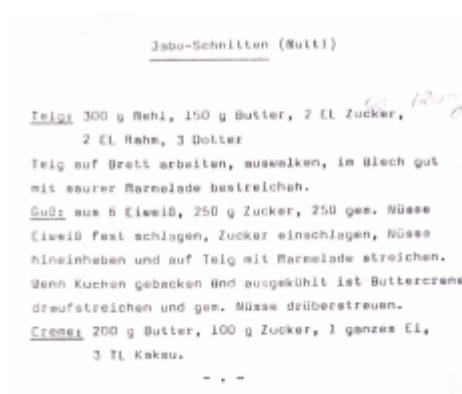 Jabo-Schnitten (Mutti)
Teig: 300 g Mehl, 150 g Butter, 2 EL Zucker,
2 EL Rahm, 3 Dotter
Teig auf Brett arbeiten, auswalken, im Blech gut
mit saurer Marmelade bestreichen.
Guß: aus 6 Eiweiß, 250 g Zucker, 250 gem. Nüsse
Eiweiß fest schlagen, Zucker einschlagen, Nüsse
hineinheben und auf Teig mit Marmelade streichen.
Wenn Kuchen gebacken und ausgekühlt ist Buttercreme
draufstreichen und gem. Nüsse drüberstreuen.
Creme: 200 g Butter, 100 g Zucker, 1 ganzes Ei,
3 TL Kakau.
- . -